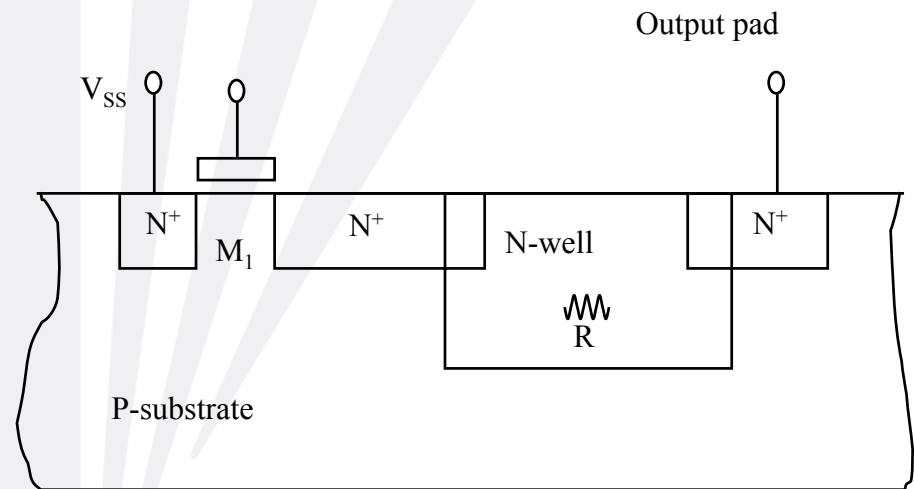 Output pad
V_SS
N⁺
M₁
N⁺
N-well
N⁺
R
P-substrate